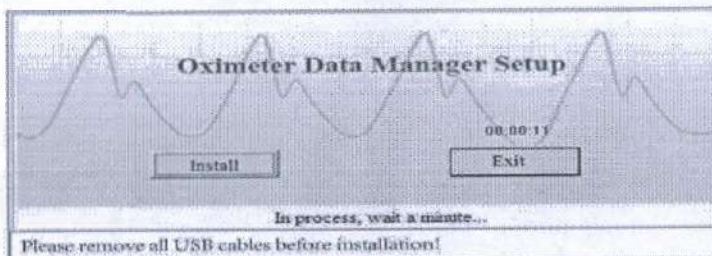 Oximeter Data Manager Setup
00:00:11
Install
Exit
In process, wait a minute...
Please remove all USB cables before installation!